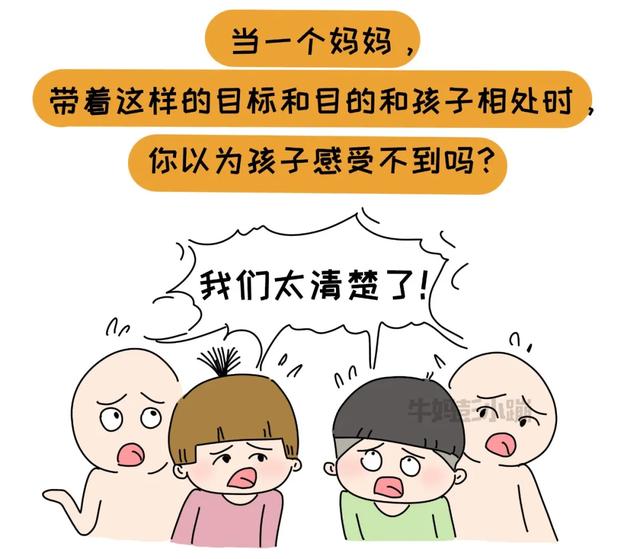 当一个妈妈，
带着这样的目标和目的和孩子相处时，
你以为孩子感受不到吗？
我们太清楚了！
牛妈彭小蹦